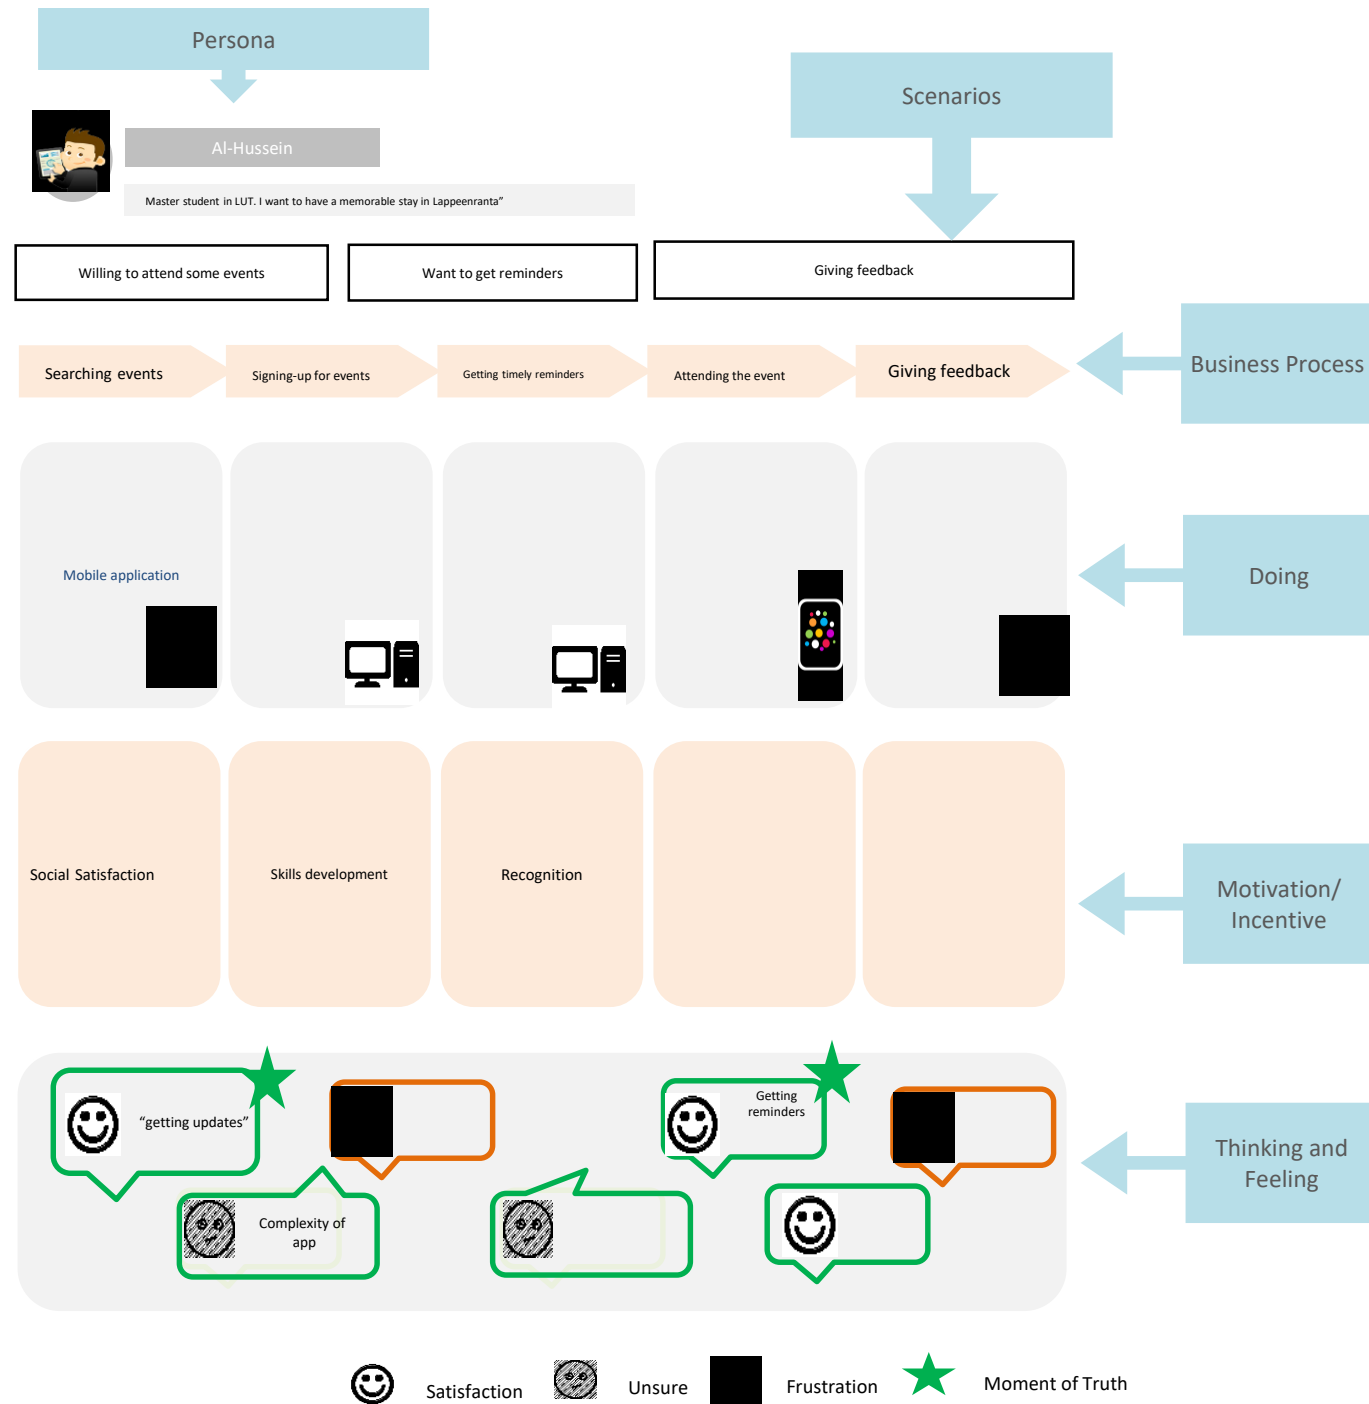 Persona
Scenarios
Al-Hussein
Master student in LUT. I want to have a memorable stay in Lappeenranta”
Willing to attend some events
Want to get reminders
Giving feedback
Searching events
Signing-up for events
Getting timely reminders
Attending the event
Giving feedback
Business Process
Mobile application
Doing
Social Satisfaction
Skills development
Recognition
Motivation/
Incentive
“getting updates”
Getting
reminders
Complexity of
app
Thinking and
Feeling
Satisfaction
Unsure
Frustration
Moment of Truth